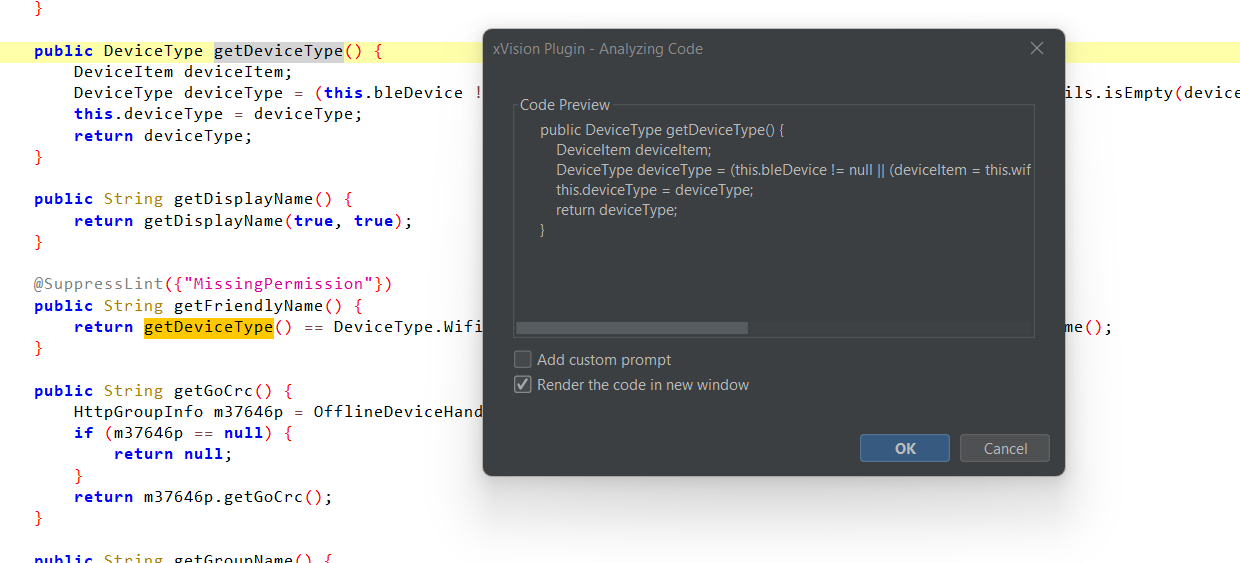 }
public DeviceType getDeviceType() {
DeviceItem deviceItem;
DeviceType deviceType = (this.bleDevice !
ils.isEmpty(device
this.deviceType = deviceType;
return deviceType;
}
public String getDisplayName() {
return getDisplayName(true, true);
}
@SuppressLint({"MissingPermission"})
public String getFriendlyName() {
return getDeviceType() == DeviceType.Wifi
me();
}
public String getGoCrc() {
HttpGroupInfo m37646p = OfflineDeviceHand
if (m37646p == null) {
return null;
}
return m37646p.getGoCrc();
}
public String getGroupName() {
xVision Plugin - Analyzing Code
Code Preview
public DeviceType getDeviceType() {
DeviceItem deviceItem;
DeviceType deviceType = (this.bleDevice != null || (deviceItem = this.wif
this.deviceType = deviceType;
return deviceType;
}
Add custom prompt
Render the code in new window
OK
Cancel